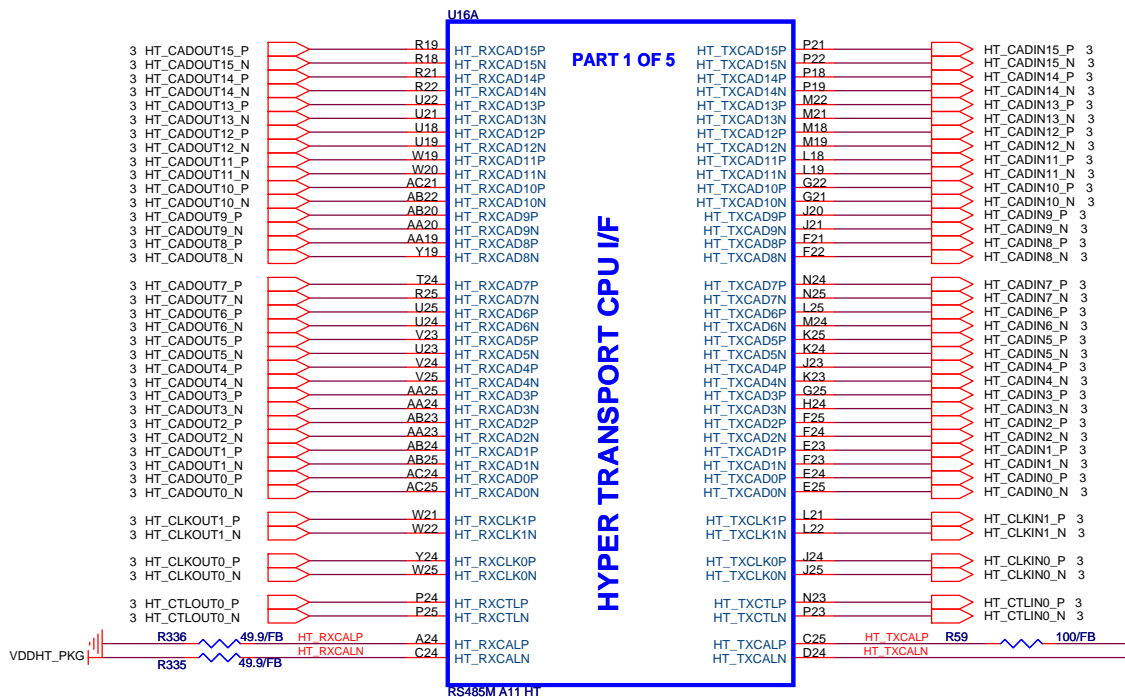 U16A
PART 1 OF 5
HYPER TRANSPORT CPU I/F
3 HT_CADOUT15_P R19 HT_RXCAD15P HT_TXCAD15P P21 HT_CADIN15_P 3
3 HT_CADOUT15_N R18 HT_RXCAD15N HT_TXCAD15N P22 HT_CADIN15_N 3
3 HT_CADOUT14_P R21 HT_RXCAD14P HT_TXCAD14P P18 HT_CADIN14_P 3
3 HT_CADOUT14_N R22 HT_RXCAD14N HT_TXCAD14N P19 HT_CADIN14_N 3
3 HT_CADOUT13_P U22 HT_RXCAD13P HT_TXCAD13P M22 HT_CADIN13_P 3
3 HT_CADOUT13_N U21 HT_RXCAD13N HT_TXCAD13N M21 HT_CADIN13_N 3
3 HT_CADOUT12_P U18 HT_RXCAD12P HT_TXCAD12P M18 HT_CADIN12_P 3
3 HT_CADOUT12_N U19 HT_RXCAD12N HT_TXCAD12N M19 HT_CADIN12_N 3
3 HT_CADOUT11_P W19 HT_RXCAD11P HT_TXCAD11P L18 HT_CADIN11_P 3
3 HT_CADOUT11_N W20 HT_RXCAD11N HT_TXCAD11N L19 HT_CADIN11_N 3
3 HT_CADOUT10_P AC21 HT_RXCAD10P HT_TXCAD10P G22 HT_CADIN10_P 3
3 HT_CADOUT10_N AB22 HT_RXCAD10N HT_TXCAD10N G21 HT_CADIN10_N 3
3 HT_CADOUT9_P AB20 HT_RXCAD9P HT_TXCAD9P J20 HT_CADIN9_P 3
3 HT_CADOUT9_N AA20 HT_RXCAD9N HT_TXCAD9N J21 HT_CADIN9_N 3
3 HT_CADOUT8_P AA19 HT_RXCAD8P HT_TXCAD8P F21 HT_CADIN8_P 3
3 HT_CADOUT8_N Y19 HT_RXCAD8N HT_TXCAD8N F22 HT_CADIN8_N 3
3 HT_CADOUT7_P T24 HT_RXCAD7P HT_TXCAD7P N24 HT_CADIN7_P 3
3 HT_CADOUT7_N R25 HT_RXCAD7N HT_TXCAD7N N25 HT_CADIN7_N 3
3 HT_CADOUT6_P U25 HT_RXCAD6P HT_TXCAD6P L25 HT_CADIN6_P 3
3 HT_CADOUT6_N U24 HT_RXCAD6N HT_TXCAD6N M24 HT_CADIN6_N 3
3 HT_CADOUT5_P V23 HT_RXCAD5P HT_TXCAD5P K25 HT_CADIN5_P 3
3 HT_CADOUT5_N U23 HT_RXCAD5N HT_TXCAD5N K24 HT_CADIN5_N 3
3 HT_CADOUT4_P V24 HT_RXCAD4P HT_TXCAD4P J23 HT_CADIN4_P 3
3 HT_CADOUT4_N V25 HT_RXCAD4N HT_TXCAD4N K23 HT_CADIN4_N 3
3 HT_CADOUT3_P AA25 HT_RXCAD3P HT_TXCAD3P G25 HT_CADIN3_P 3
3 HT_CADOUT3_N AA24 HT_RXCAD3N HT_TXCAD3N H24 HT_CADIN3_N 3
3 HT_CADOUT2_P AB23 HT_RXCAD2P HT_TXCAD2P F25 HT_CADIN2_P 3
3 HT_CADOUT2_N AA23 HT_RXCAD2N HT_TXCAD2N F24 HT_CADIN2_N 3
3 HT_CADOUT1_P AB24 HT_RXCAD1P HT_TXCAD1P E23 HT_CADIN1_P 3
3 HT_CADOUT1_N AB25 HT_RXCAD1N HT_TXCAD1N F23 HT_CADIN1_N 3
3 HT_CADOUT0_P AC24 HT_RXCAD0P HT_TXCAD0P E24 HT_CADIN0_P 3
3 HT_CADOUT0_N AC25 HT_RXCAD0N HT_TXCAD0N E25 HT_CADIN0_N 3
3 HT_CLKOUT1_P W21 HT_RXCLK1P HT_TXCLK1P L21 HT_CLKIN1_P 3
3 HT_CLKOUT1_N W22 HT_RXCLK1N HT_TXCLK1N L22 HT_CLKIN1_N 3
3 HT_CLKOUT0_P Y24 HT_RXCLK0P HT_TXCLK0P J24 HT_CLKIN0_P 3
3 HT_CLKOUT0_N W25 HT_RXCLK0N HT_TXCLK0N J25 HT_CLKIN0_N 3
3 HT_CTLOUT0_P P24 HT_RXCTLP HT_TXCTLP N23 HT_CTLIN0_P 3
3 HT_CTLOUT0_N P25 HT_RXCTLN HT_TXCTLN P23 HT_CTLIN0_N 3
R336 49.9/FB HT_RXCALP A24 HT_RXCALP HT_TXCALP C25 HT_TXCALP R59 100/FB
VDDHT_PKG R335 49.9/FB HT_RXCALN C24 HT_RXCALN HT_TXCALN D24 HT_TXCALN
RS485M A11 HT